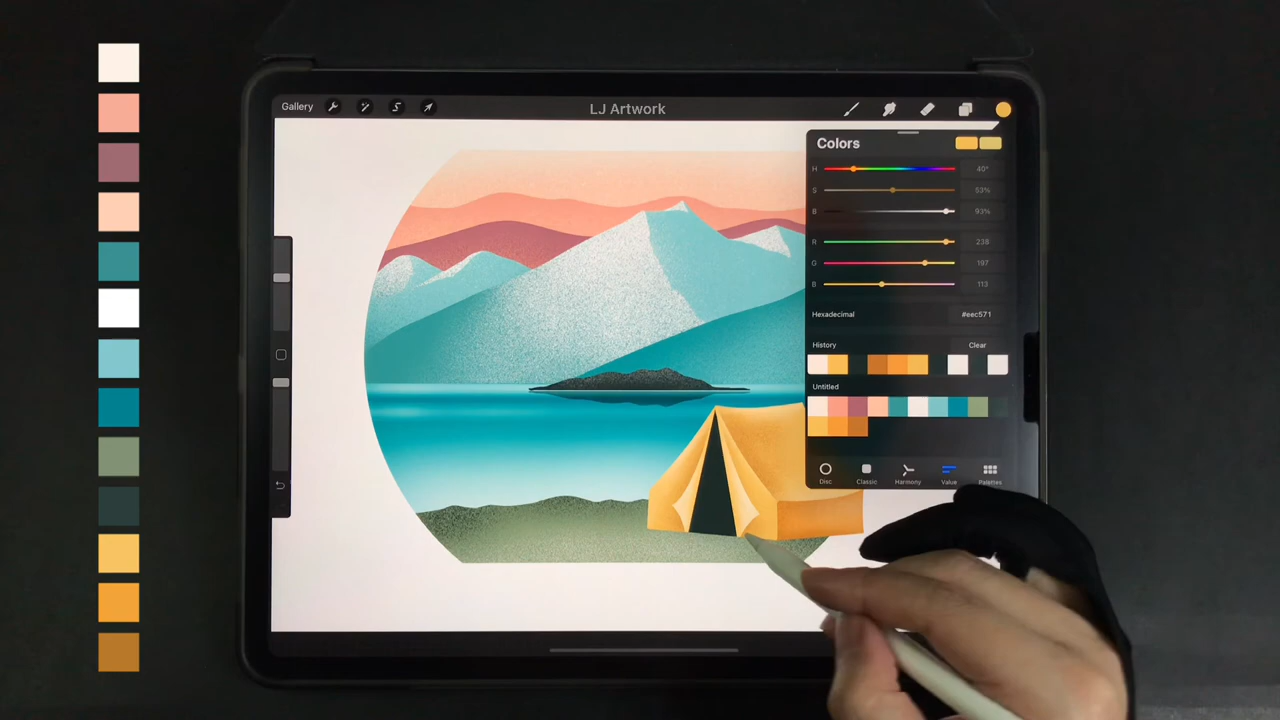 Gallery
LJ Artwork
Colors
H 40°
S 53%
B 93%
R 238
G 197
B 113
Hexadecimal #eec571
History Clear
Untitled
Disc Classic Harmony Value Palettes